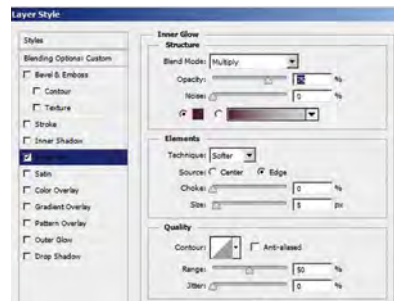 Layer Style
Styles
Blending Options: Custom
Bevel & Emboss
Contour
Texture
Stroke
Inner Shadow
Satin
Color Overlay
Gradient Overlay
Pattern Overlay
Outer Glow
Drop Shadow
Inner Glow
Structure
Blend Mode: Multiply
Opacity: 75 %
Noise: 0 %
Elements
Technique: Softer
Source: Center Edge
Choke: 0 %
Size: 5 px
Quality
Contour: Anti-aliased
Range: 50 %
Jitter: 0 %